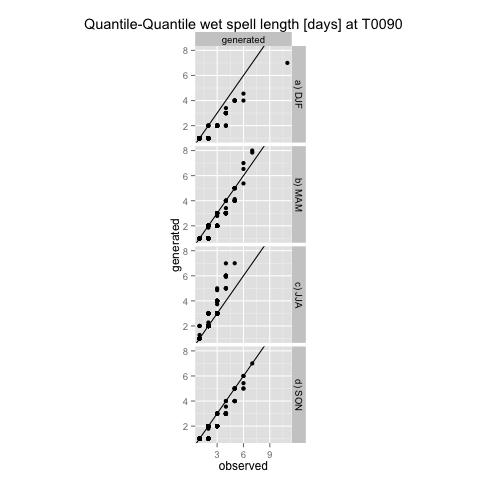 Quantile-Quantile wet spell length [days] at T0090
generated
8
6
4
2
a) DJF
8
6
4
2
b) MAM
generated
8
6
4
2
c) JJA
8
6
4
2
d) SON
3 6 9
observed